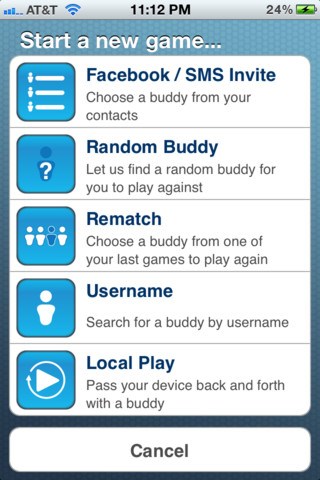 AT&T 11:12 PM 24%
Start a new game...
Facebook / SMS Invite
Choose a buddy from your
contacts
Random Buddy
?
Let us find a random buddy for
you to play against
Rematch
Choose a buddy from one of
your last games to play again
Username
Search for a buddy by username
Local Play
Pass your device back and forth
with a buddy
Cancel